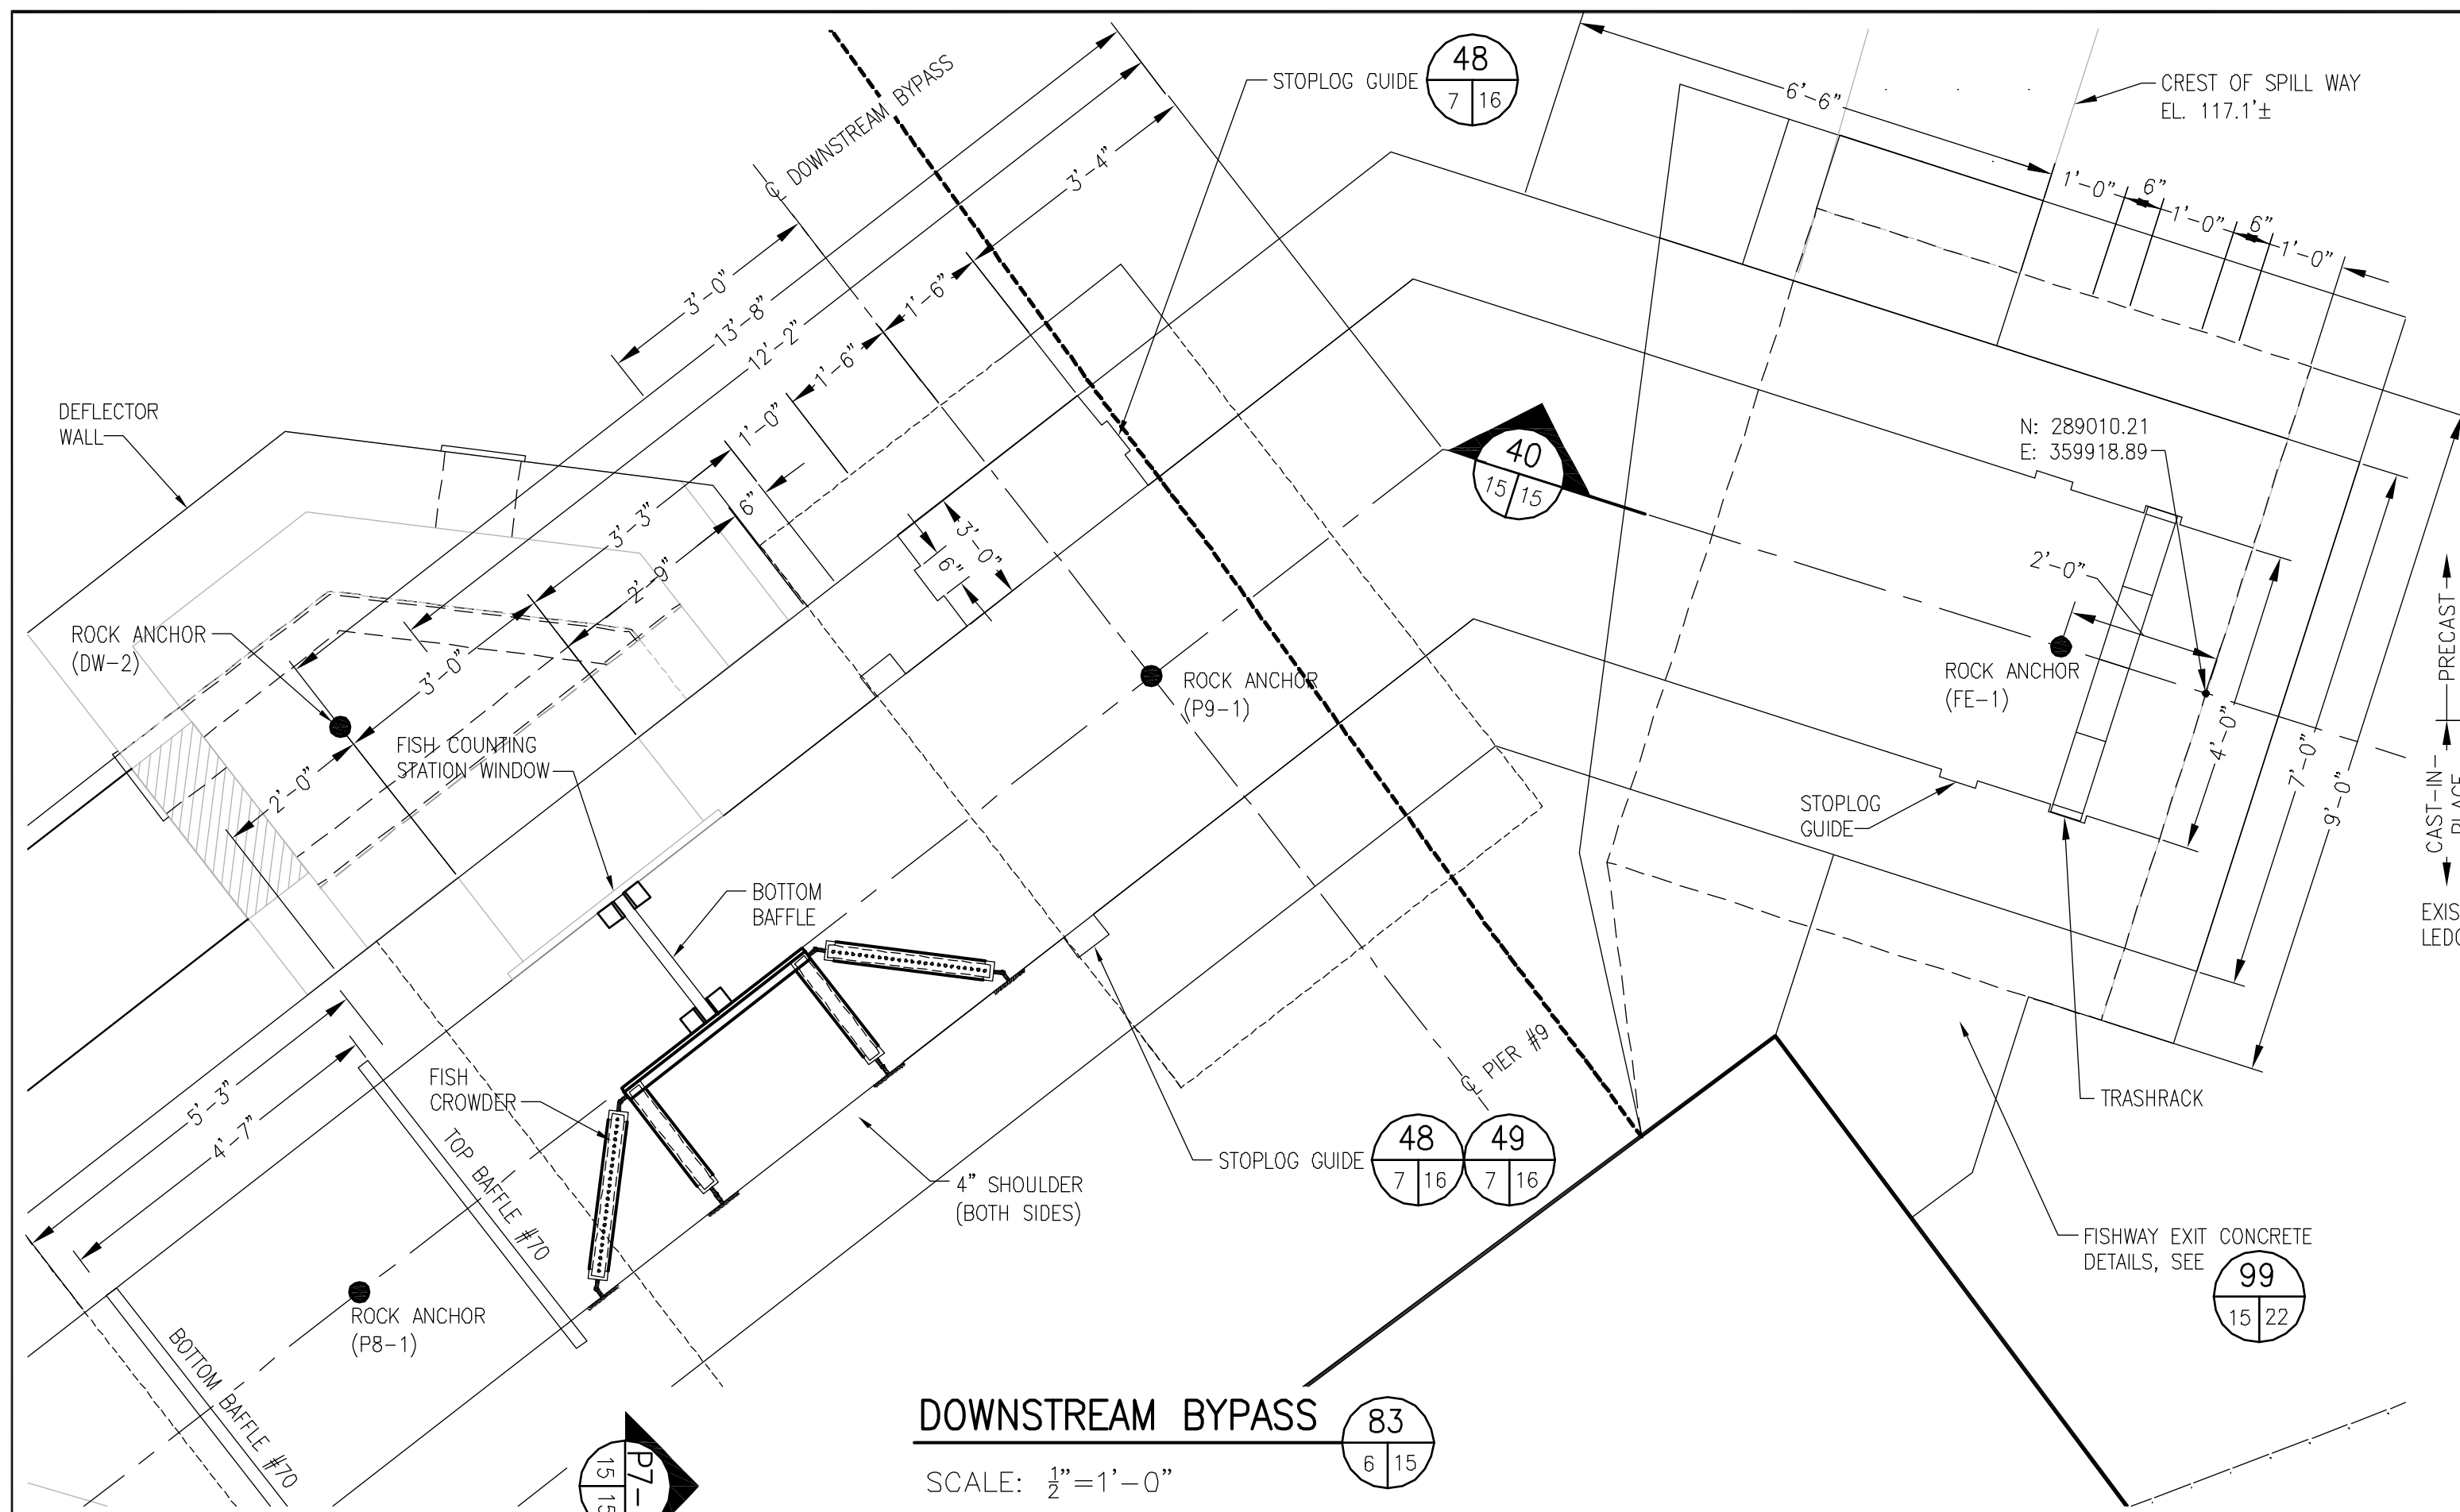 ℄ DOWNSTREAM BYPASS
STOPLOG GUIDE
48
7 16
6'-6"
CREST OF SPILL WAY
EL. 117.1'±
3'-4"
1'-0"
6"
1'-0"
6"
1'-0"
3'-0"
13'-8"
12'-2"
1'-6"
1'-6"
1'-0"
3'-3"
6"
2'-9"
3'-0"
2'-0"
3'-0"
6"
DEFLECTOR
WALL
40
15 15
N: 289010.21
E: 359918.89
2'-0"
ROCK ANCHOR
(DW-2)
ROCK ANCHOR
(P9-1)
ROCK ANCHOR
(FE-1)
4'-0"
7'-0"
9'-0"
PRECAST
CAST-IN-
FISH COUNTING
STATION WINDOW
STOPLOG
GUIDE
BOTTOM
BAFFLE
℄ PIER #9
FISH
CROWDER
5'-3"
4'-7"
TOP BAFFLE #70
BOTTOM BAFFLE #70
TRASHRACK
STOPLOG GUIDE
48
7 16
49
7 16
4" SHOULDER
(BOTH SIDES)
FISHWAY EXIT CONCRETE
DETAILS, SEE
99
15 22
ROCK ANCHOR
(P8-1)
P7-
15 15
DOWNSTREAM BYPASS
83
6 15
SCALE: ½"=1'-0"